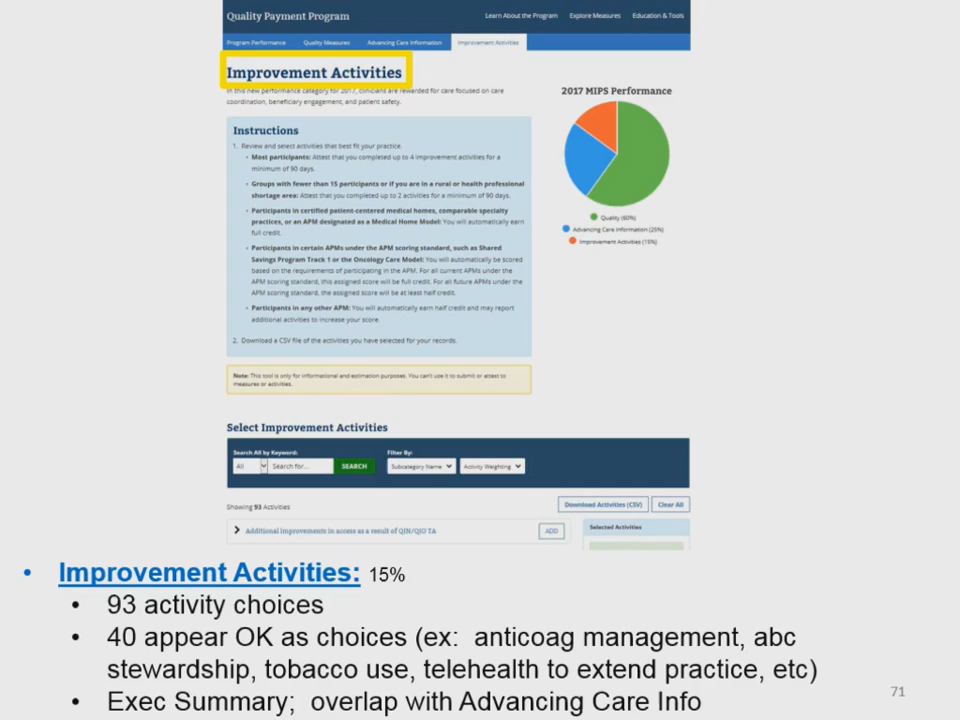 Quality Payment Program
Learn About the Program
Explore Measures
Education & Tools
Program Performance
Quality Measures
Advancing Care Information
Improvement Activities
Improvement Activities
In this new performance category for 2017, clinicians are rewarded for care focused on care
coordination, beneficiary engagement, and patient safety.
Instructions
1. Review and select activities that best fit your practice.
• Most participants: Attest that you completed up to 4 improvement activities for a
minimum of 90 days.
• Groups with fewer than 15 participants or if you are in a rural or health professional
shortage area: Attest that you completed up to 2 activities for a minimum of 90 days.
• Participants in certified patient-centered medical homes, comparable specialty
practices, or an APM designated as a Medical Home Model: You will automatically earn
full credit.
• Participants in certain APMs under the APM scoring standard, such as Shared
Savings Program Track 1 or the Oncology Care Model: You will automatically be scored
based on the requirements of participating in the APM. For all current APMs under the
APM scoring standard, this assigned score will be full credit. For all future APMs under the
APM scoring standard, the assigned score will be at least half credit.
• Participants in any other APM: You will automatically earn half credit and may report
additional activities to increase your score.
2. Download a CSV file of the activities you have selected for your records.
Note: This tool is only for informational and estimation purposes. You can't use it to submit or attest to
measures or activities.
2017 MIPS Performance
Quality (60%)
Advancing Care Information (25%)
Improvement Activities (15%)
Select Improvement Activities
Search All by Keyword:
Filter By:
All
Search for...
SEARCH
Subcategory Name
Activity Weighting
Showing 93 Activities
Download Activities (CSV)
Clear All
Additional improvements in access as a result of QIN/QIO TA
ADD
Selected Activities
• Improvement Activities: 15%
• 93 activity choices
• 40 appear OK as choices (ex: anticoag management, abc
stewardship, tobacco use, telehealth to extend practice, etc)
• Exec Summary; overlap with Advancing Care Info
71